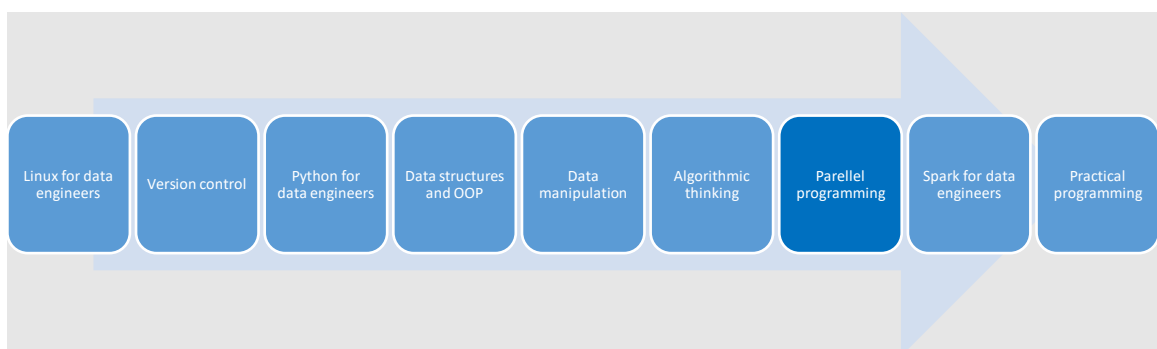 Linux for data
engineers
Version control
Python for
data engineers
Data structures
and OOP
Data
manipulation
Algorithmic
thinking
Parellel
programming
Spark for data
engineers
Practical
programming